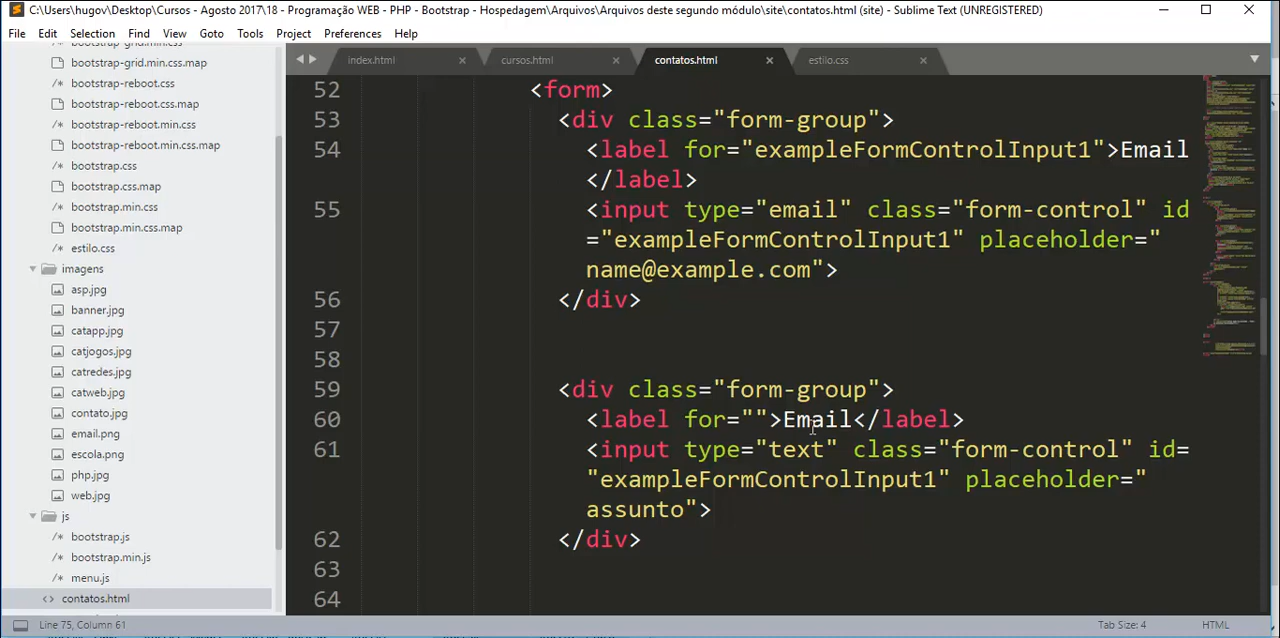 C:\Users\hugov\Desktop\Cursos - Agosto 2017\18 - Programação WEB - PHP - Bootstrap - Hospedagem\Arquivos\Arquivos deste segundo módulo\site\contatos.html (site) - Sublime Text (UNREGISTERED)
File Edit Selection Find View Goto Tools Project Preferences Help
bootstrap-grid.min.css
bootstrap-grid.min.css.map
bootstrap-reboot.css
bootstrap-reboot.css.map
bootstrap-reboot.min.css
bootstrap-reboot.min.css.map
bootstrap.css
bootstrap.css.map
bootstrap.min.css
bootstrap.min.css.map
estilo.css
imagens
asp.jpg
banner.jpg
catapp.jpg
catjogos.jpg
catredes.jpg
catweb.jpg
contato.jpg
email.png
escola.png
php.jpg
web.jpg
js
bootstrap.js
bootstrap.min.js
menu.js
contatos.html
index.html cursos.html contatos.html estilo.css
52 <form>
53 <div class="form-group">
54 <label for="exampleFormControlInput1">Email
</label>
55 <input type="email" class="form-control" id
="exampleFormControlInput1" placeholder="
name@example.com">
56 </div>
57
58
59 <div class="form-group">
60 <label for="">Email</label>
61 <input type="text" class="form-control" id=
"exampleFormControlInput1" placeholder="
assunto">
62 </div>
63
64
Line 75, Column 61 Tab Size: 4 HTML